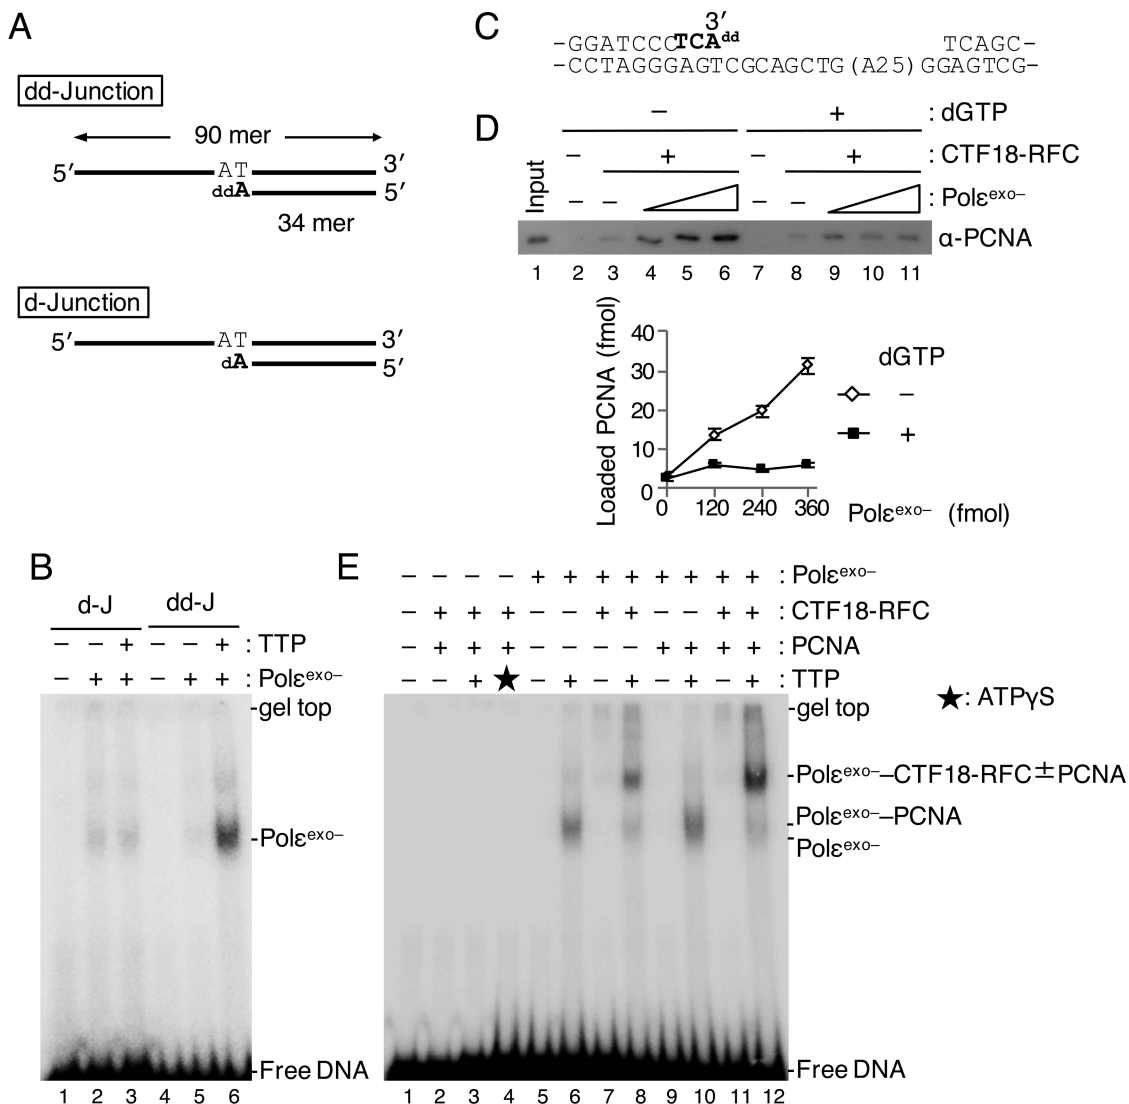 A
dd-Junction
90 mer
5′ AT 3′
ddA 5′
34 mer
d-Junction
5′ AT 3′
dA 5′
C
3′
–GGATCCCTCAdd TCAGC–
–CCTAGGGAGTCGCAGCTG(A25)GGAGTCG–
D
− + : dGTP
− + − + : CTF18-RFC
Input − − − − : Polεexo–
α-PCNA
1 2 3 4 5 6 7 8 9 10 11
Loaded PCNA (fmol)
40
30
20
10
0
0 120 240 360 Polεexo– (fmol)
dGTP
−
+
B
d-J dd-J
− − + − − + : TTP
− + + − + + : Polεexo–
-gel top
-Polεexo–
-Free DNA
1 2 3 4 5 6
E
− − − − + + + + + + + + : Polεexo–
− + + + − − + + − − + + : CTF18-RFC
− + + + − − − − + + + + : PCNA
− − + ★ − + − + − + − + : TTP
★: ATPγS
-gel top
-Polεexo––CTF18-RFC±PCNA
Polεexo––PCNA
Polεexo–
-Free DNA
1 2 3 4 5 6 7 8 9 10 11 12